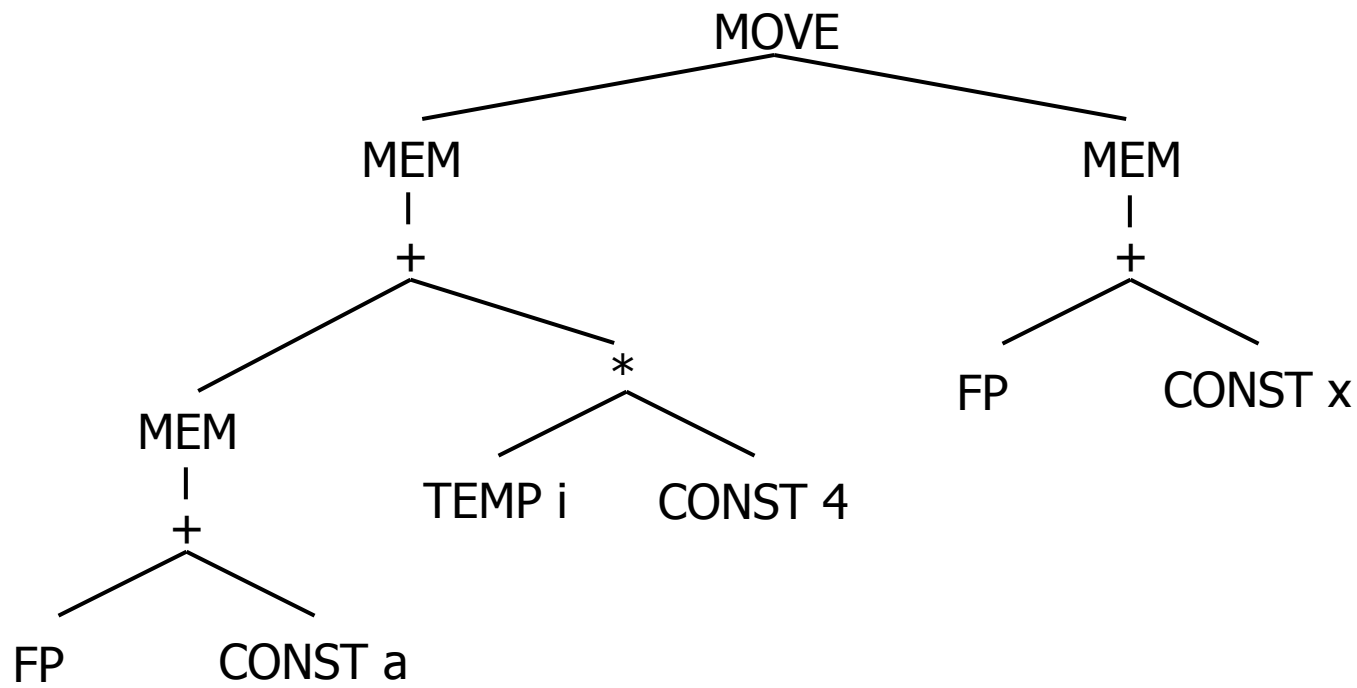 MOVE
MEM MEM
+ +
*
FP CONST x
MEM
TEMP i CONST 4
+
FP CONST a